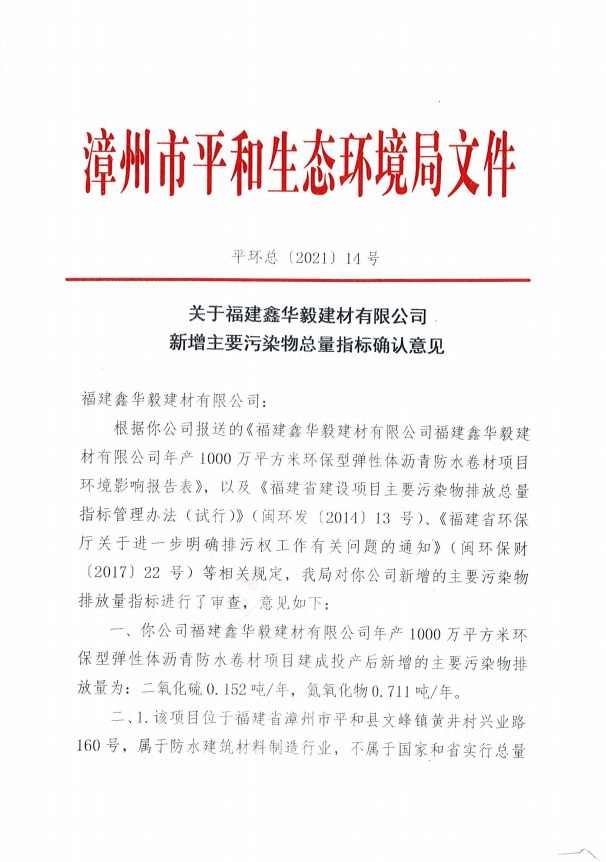 漳州市平和生态环境局文件
平环总〔2021〕14号
关于福建鑫华毅建材有限公司
新增主要污染物总量指标确认意见
福建鑫华毅建材有限公司：
根据你公司报送的《福建鑫华毅建材有限公司福建鑫华毅建
材有限公司年产1000万平方米环保型弹性体沥青防水卷材项目
环境影响报告表》，以及《福建省建设项目主要污染物排放总量
指标管理办法（试行）》（闽环发〔2014〕13号）、《福建省环保
厅关于进一步明确排污权工作有关问题的通知》（闽环保财
〔2017〕22号）等相关规定，我局对你公司新增的主要污染物
排放量指标进行了审查，意见如下：
一、你公司福建鑫华毅建材有限公司年产1000万平方米环
保型弹性体沥青防水卷材项目建成投产后新增的主要污染物排
放量为：二氧化硫0.152吨/年，氮氧化物0.711吨/年。
二、1.该项目位于福建省漳州市平和县文峰镇黄井村兴业路
160号，属于防水建筑材料制造行业，不属于国家和省实行总量